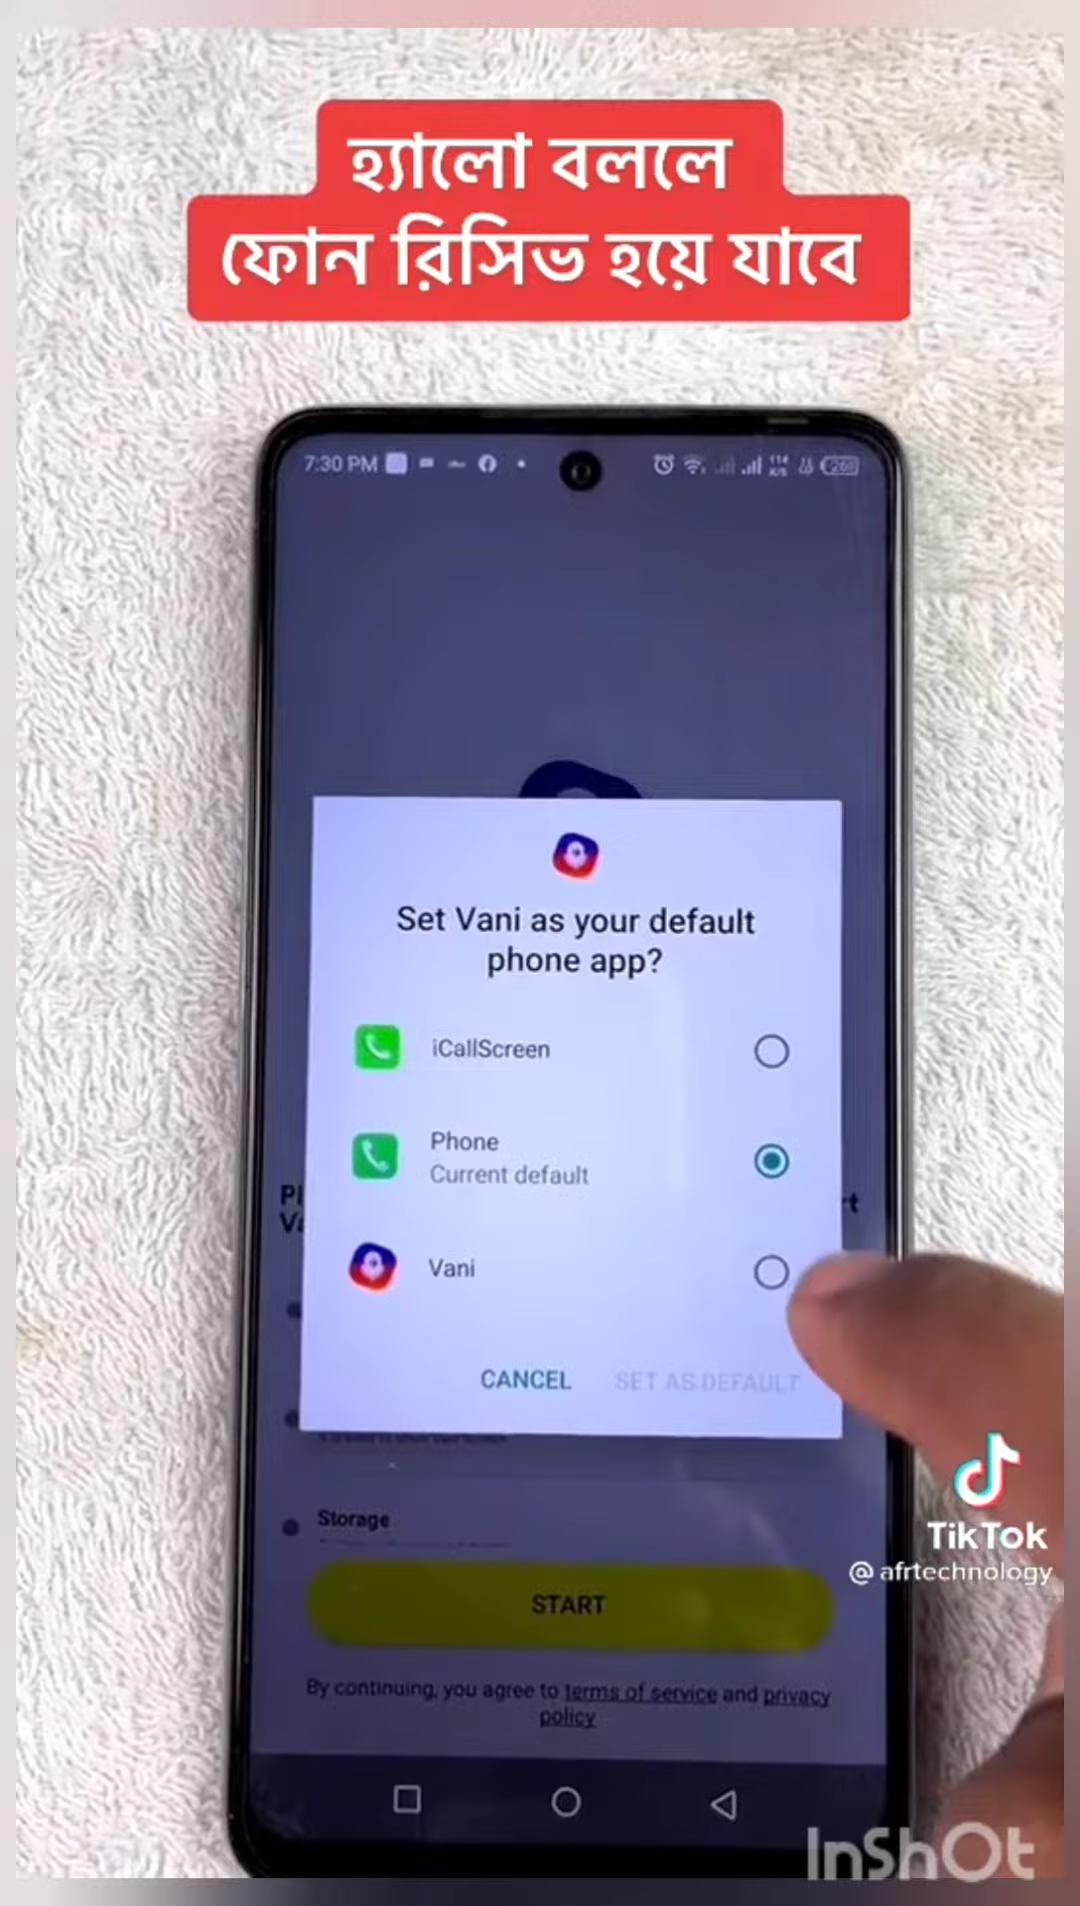 হ্যালো বললে
ফোন রিসিভ হয়ে যাবে
7:30 PM
Set Vani as your default
phone app?
iCallScreen
Phone
Current default
Vani
CANCEL
SET AS DEFAULT
Storage
START
By continuing, you agree to terms of service and privacy
policy
TikTok
@afrtechnology
InShOt